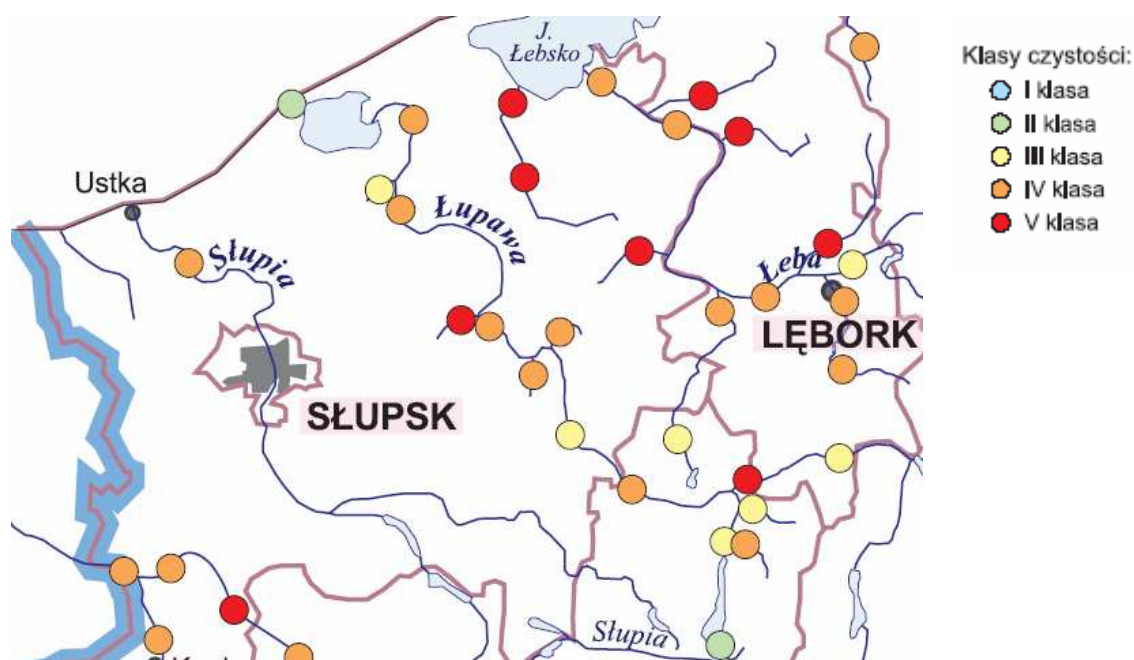 J.
Łebsko
Klasy czystości:
I klasa
II klasa
III klasa
IV klasa
V klasa
Ustka
Słupia
Łupawa
Łeba
LĘBORK
SŁUPSK
Słupia